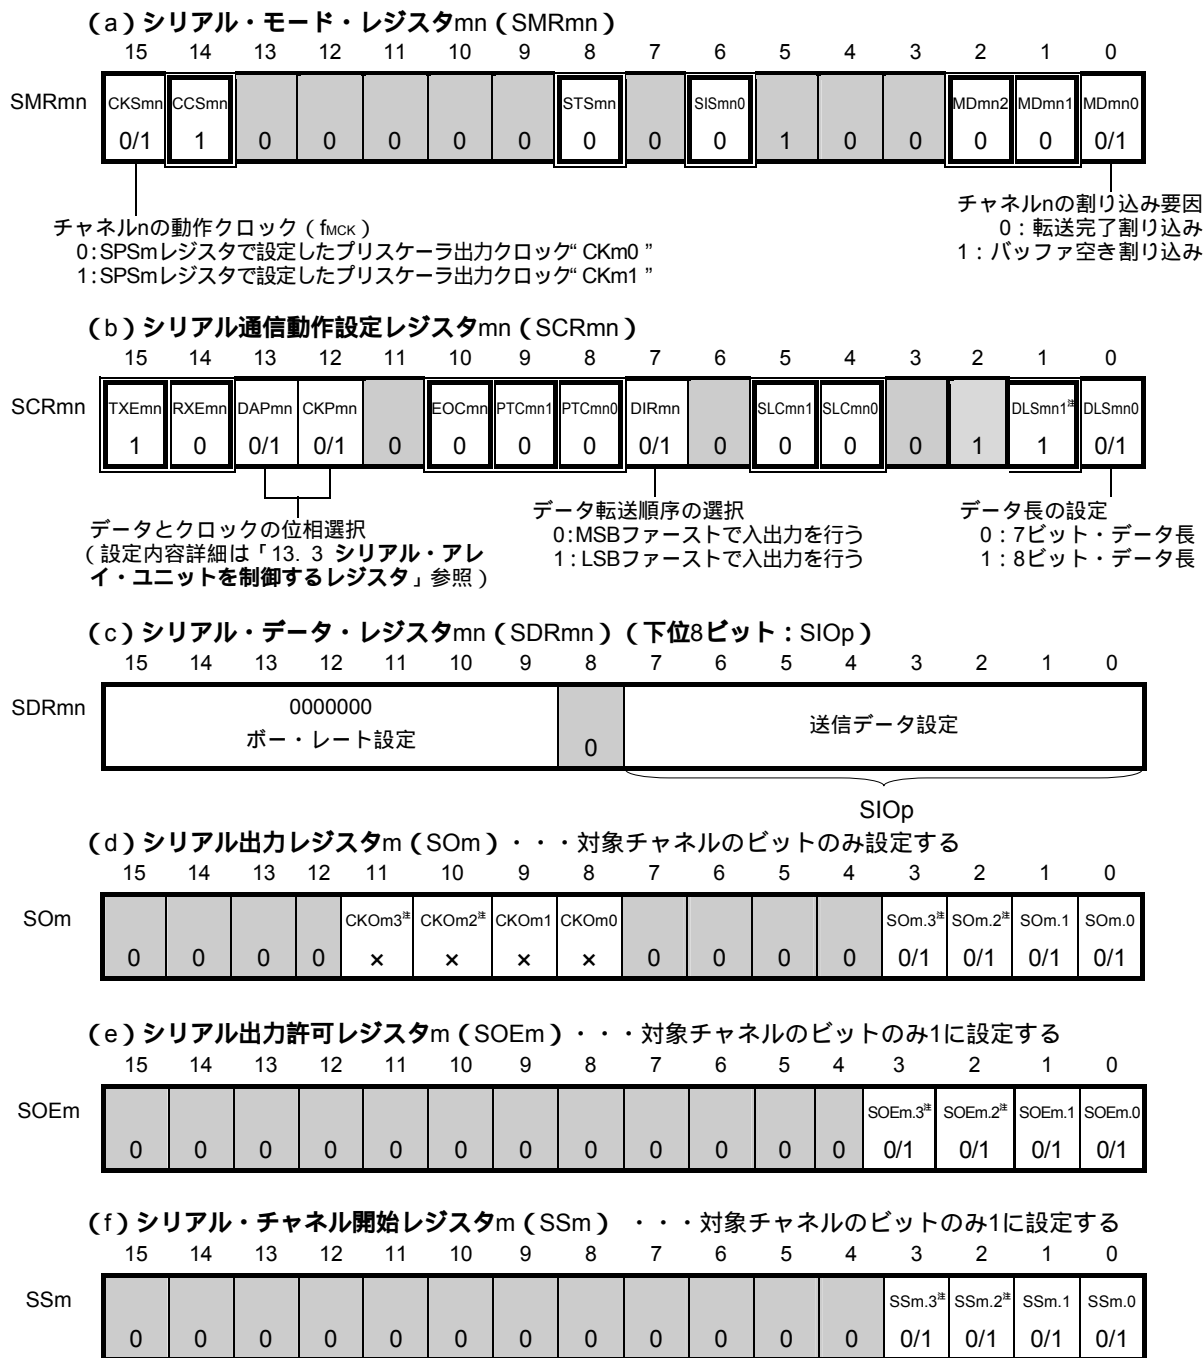 (a)シリアル・モード・レジスタmn(SMRmn)
15 14 13 12 11 10 9 8 7 6 5 4 3 2 1 0
SMRmn CKSmn CCSmn STSmn SISmn0 MDmn2 MDmn1 MDmn0
0/1 1 0 0 0 0 0 0 0 0 1 0 0 0 0 0/1
チャネルnの動作クロック(fMCK)
0:SPSmレジスタで設定したプリスケーラ出力クロック“CKm0”
1:SPSmレジスタで設定したプリスケーラ出力クロック“CKm1”
チャネルnの割り込み要因
0:転送完了割り込み
1:バッファ空き割り込み
(b)シリアル通信動作設定レジスタmn(SCRmn)
15 14 13 12 11 10 9 8 7 6 5 4 3 2 1 0
SCRmn TXEmn RXEmn DAPmn CKPmn EOCmn PTCmn1 PTCmn0 DIRmn SLCmn1 SLCmn0 DLSmn1注 DLSmn0
1 0 0/1 0/1 0 0 0 0 0/1 0 0 0 0 1 1 0/1
データとクロックの位相選択
(設定内容詳細は「13. 3 シリアル・アレ
イ・ユニットを制御するレジスタ」参照)
データ転送順序の選択
0:MSBファーストで入出力を行う
1:LSBファーストで入出力を行う
データ長の設定
0:7ビット・データ長
1:8ビット・データ長
(c)シリアル・データ・レジスタmn(SDRmn)(下位8ビット:SIOp)
15 14 13 12 11 10 9 8 7 6 5 4 3 2 1 0
SDRmn 0000000
ボー・レート設定 0 送信データ設定
SIOp
(d)シリアル出力レジスタm(SOm)・・・対象チャネルのビットのみ設定する
15 14 13 12 11 10 9 8 7 6 5 4 3 2 1 0
SOm CKOm3注 CKOm2注 CKOm1 CKOm0 SOm.3注 SOm.2注 SOm.1 SOm.0
0 0 0 0 × × × × 0 0 0 0 0/1 0/1 0/1 0/1
(e)シリアル出力許可レジスタm(SOEm)・・・対象チャネルのビットのみ1に設定する
15 14 13 12 11 10 9 8 7 6 5 4 3 2 1 0
SOEm SOEm.3注 SOEm.2注 SOEm.1 SOEm.0
0 0 0 0 0 0 0 0 0 0 0 0 0/1 0/1 0/1 0/1
(f)シリアル・チャネル開始レジスタm(SSm)・・・対象チャネルのビットのみ1に設定する
15 14 13 12 11 10 9 8 7 6 5 4 3 2 1 0
SSm SSm.3注 SSm.2注 SSm.1 SSm.0
0 0 0 0 0 0 0 0 0 0 0 0 0/1 0/1 0/1 0/1